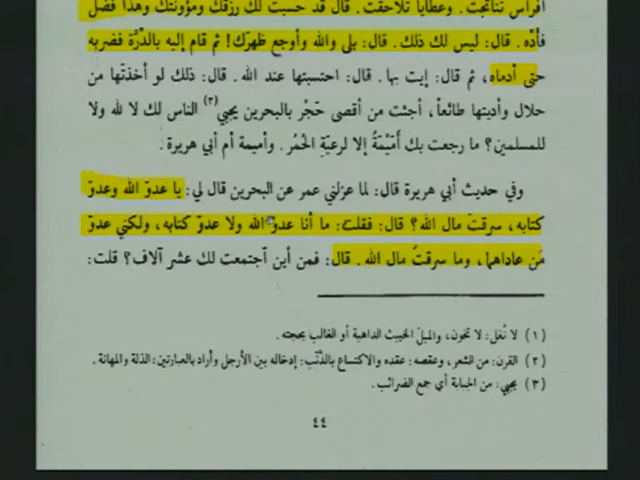 أفراس تناتجت. وعطايا تلاحقت. قال قد حسبت لك رزقك ومؤونتك وهذا فضل
فأدّه. قال: ليس لك ذلك. قال: بلى والله وأوجع ظهرك! ثم قام إليه بالدِّرَّة فضربه
حتى أدماه، ثم قال: إيت بها. قال: احتسبتها عند الله. قال: ذلك لو أخذتها من
حلال وأديتها طائعاً، أجئت من أقصى حَجْر بالبحرين يجبي(٣) الناس لك لا لله ولا
للمسلمين؟ ما رجعت بك أُمَيْمَةُ إلا لرعيّةِ الحُمُر. وأميمة أم أبي هريرة.
وفي حديث أبي هريرة قال: لما عزلني عمر عن البحرين قال لي: يا عدوّ الله وعدوّ
كتابه، سرقتَ مال الله؟ قال: فقلت: ما أنا عدوّ الله ولا عدوّ كتابه، ولكني عدوّ
مَن عاداهما، وما سرقتُ مال الله. قال: فمن أين آجتمعت لك عشر آلاف؟ قلت:
(١) لا تُغل: لا تخون، والمبلّ الخبيث الداهية أو الغالب بحجته.
(٢) القرن: من الشعر، وعقصه: عقده والاكتساع بالذَّنَب: إدخاله بين الأرجل وأراد بالعبارتين: الذلة والمهانة.
(٣) يجبي: من الجباية أي جمع الضرائب.
٤٤